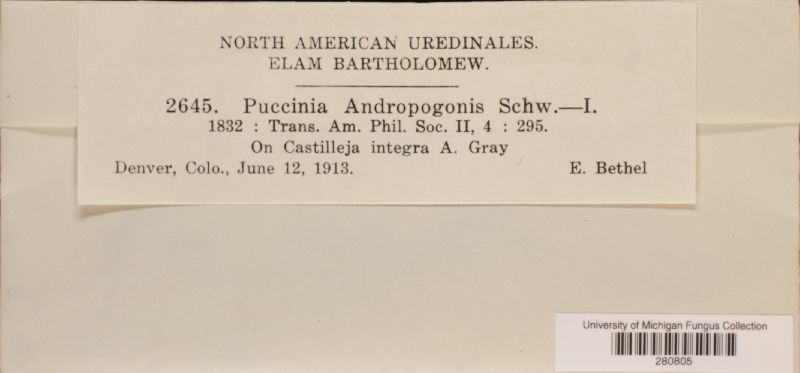 NORTH AMERICAN UREDINALES.
ELAM BARTHOLOMEW.
2645. Puccinia Andropogonis Schw.—I.
1832 : Trans. Am. Phil. Soc. II, 4 : 295.
On Castilleja integra A. Gray
Denver, Colo., June 12, 1913. E. Bethel
University of Michigan Fungus Collection
280805